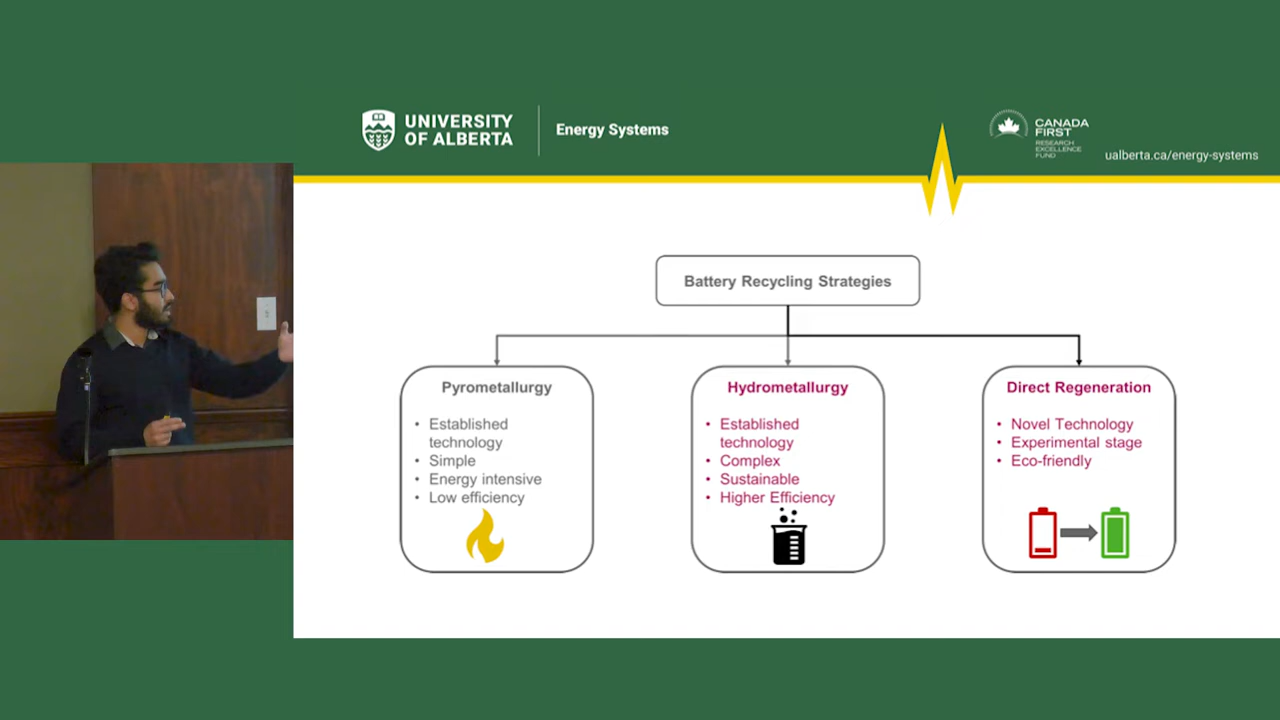 UNIVERSITY
OF ALBERTA
Energy Systems
CANADA
FIRST
RESEARCH
EXCELLENCE
FUND
ualberta.ca/energy-systems
Battery Recycling Strategies
Pyrometallurgy
• Established
technology
• Simple
• Energy intensive
• Low efficiency
Hydrometallurgy
• Established
technology
• Complex
• Sustainable
• Higher Efficiency
Direct Regeneration
• Novel Technology
• Experimental stage
• Eco-friendly